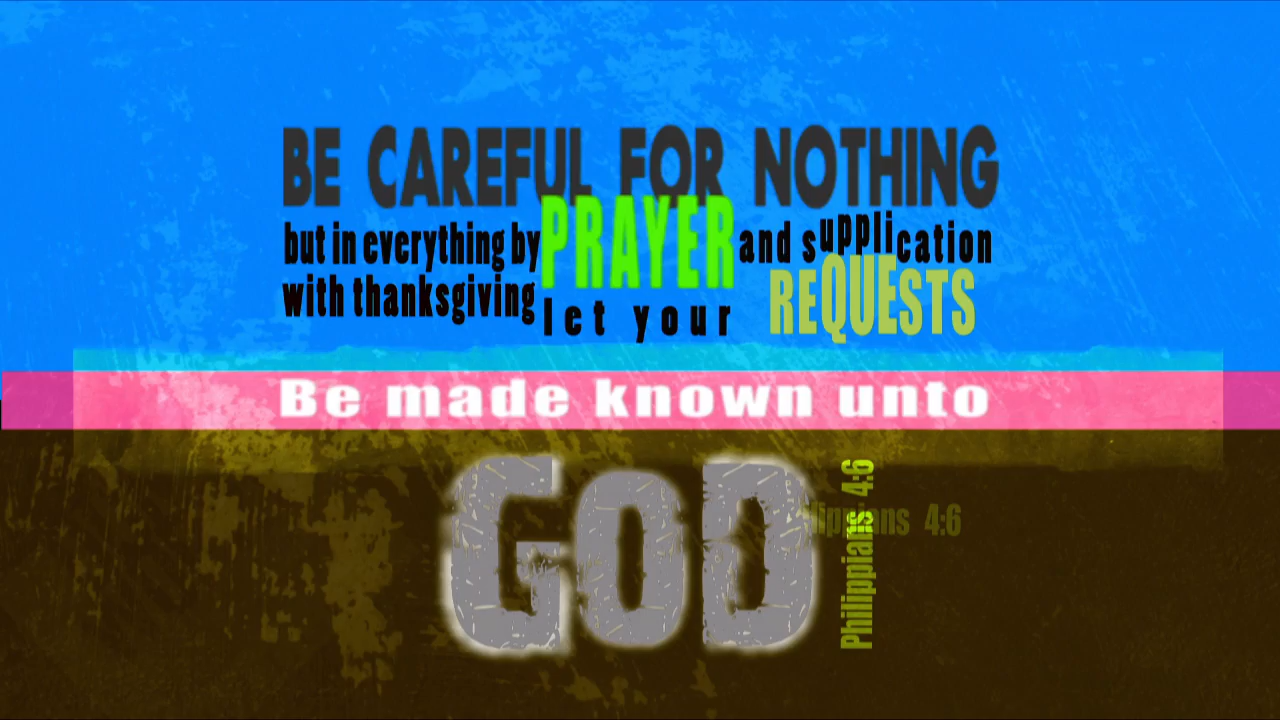 BE CAREFUL FOR NOTHING
but in everything by PRAYER and supplication
with thanksgiving let your REQUESTS
Be made known unto
GOD
Philippians 4:6
4:6